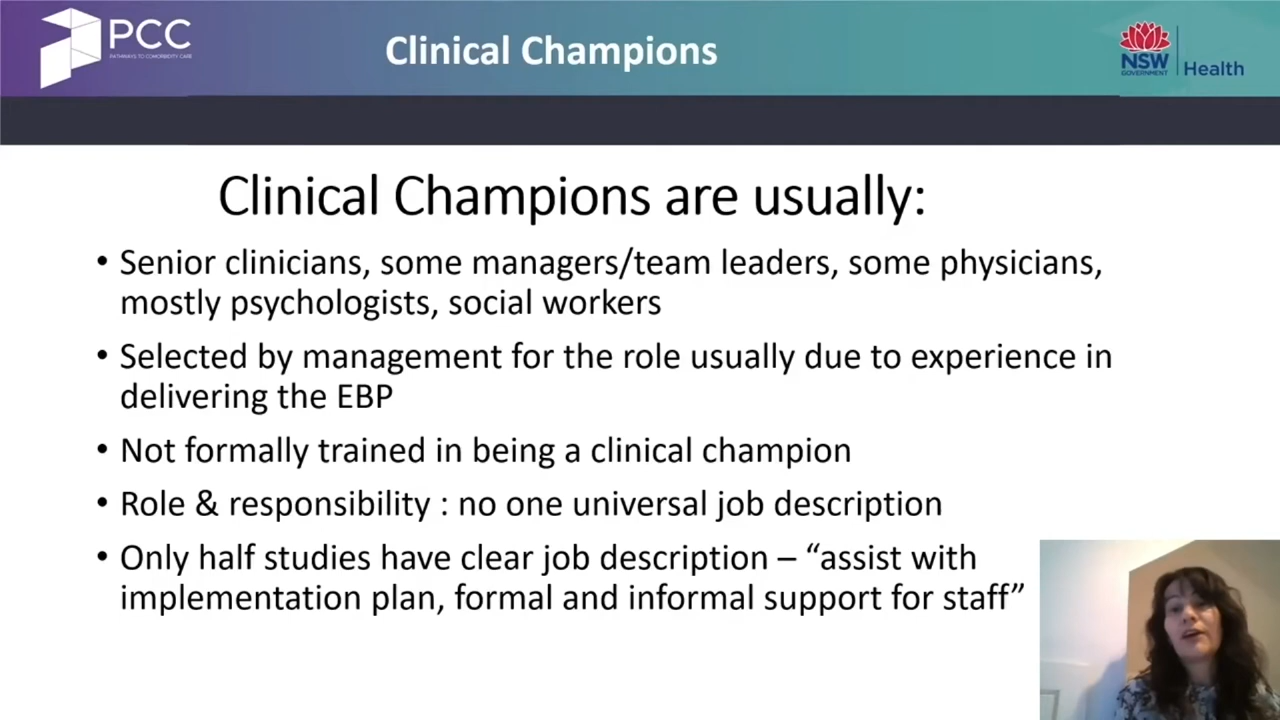 PCC
PATHWAYS TO COMORBIDITY CARE
Clinical Champions
NSW
GOVERNMENT
Health
Clinical Champions are usually:
• Senior clinicians, some managers/team leaders, some physicians,
mostly psychologists, social workers
• Selected by management for the role usually due to experience in
delivering the EBP
• Not formally trained in being a clinical champion
• Role & responsibility : no one universal job description
• Only half studies have clear job description – “assist with
implementation plan, formal and informal support for staff”